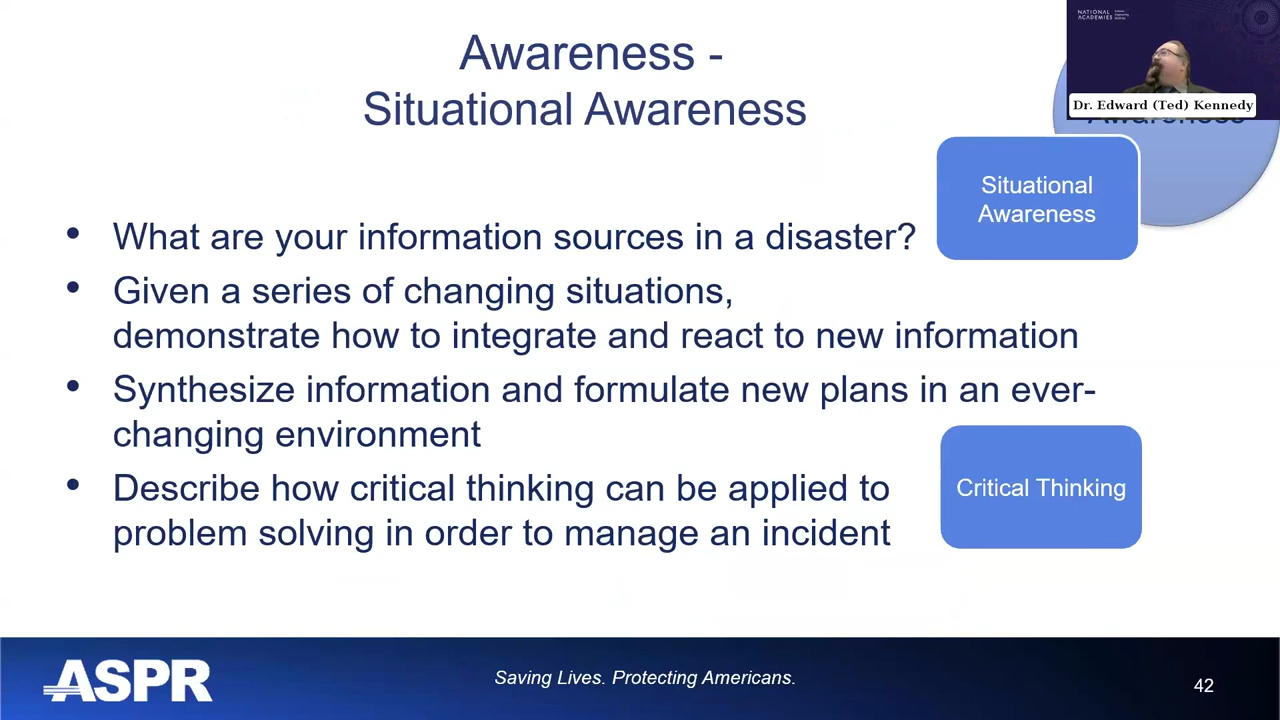 Awareness -
Situational Awareness
NATIONAL
ACADEMIES
Dr. Edward (Ted) Kennedy
Awareness
Situational
Awareness
• What are your information sources in a disaster?
• Given a series of changing situations,
demonstrate how to integrate and react to new information
• Synthesize information and formulate new plans in an ever-
changing environment
• Describe how critical thinking can be applied to
problem solving in order to manage an incident
Critical Thinking
ASPR
Saving Lives. Protecting Americans.
42